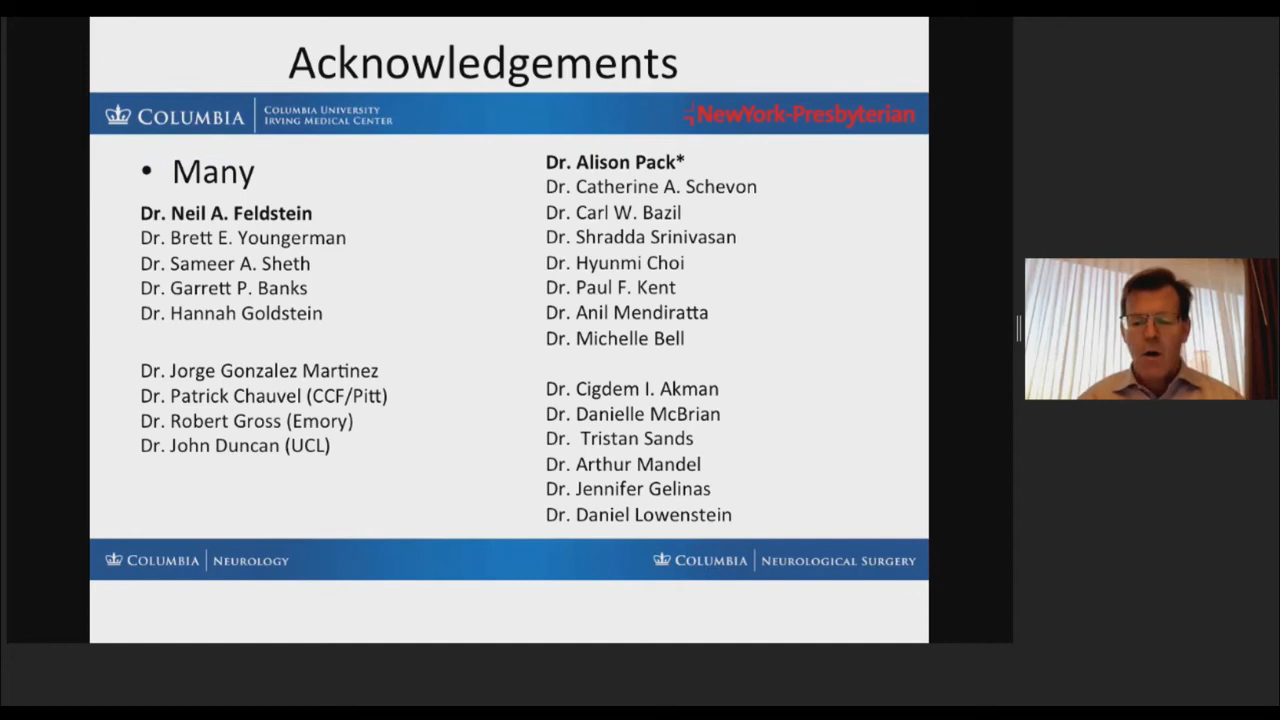 Acknowledgements
COLUMBIA
COLUMBIA UNIVERSITY
IRVING MEDICAL CENTER
NewYork-Presbyterian
• Many
Dr. Neil A. Feldstein
Dr. Brett E. Youngerman
Dr. Sameer A. Sheth
Dr. Garrett P. Banks
Dr. Hannah Goldstein
Dr. Jorge Gonzalez Martinez
Dr. Patrick Chauvel (CCF/Pitt)
Dr. Robert Gross (Emory)
Dr. John Duncan (UCL)
Dr. Alison Pack*
Dr. Catherine A. Schevon
Dr. Carl W. Bazil
Dr. Shradda Srinivasan
Dr. Hyunmi Choi
Dr. Paul F. Kent
Dr. Anil Mendiratta
Dr. Michelle Bell
Dr. Cigdem I. Akman
Dr. Danielle McBrian
Dr.  Tristan Sands
Dr. Arthur Mandel
Dr. Jennifer Gelinas
Dr. Daniel Lowenstein
COLUMBIA NEUROLOGY
COLUMBIA NEUROLOGICAL SURGERY